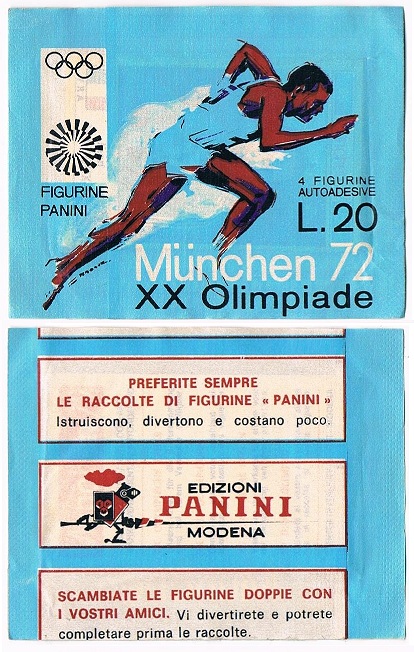 FIGURINE
PANINI
4 FIGURINE
AUTOADESIVE
L.20
München 72
XX Olimpiade
PREFERITE SEMPRE
LE RACCOLTE DI FIGURINE « PANINI »
Istruiscono, divertono e costano poco.
EDIZIONI
PANINI
MODENA
SCAMBIATE LE FIGURINE DOPPIE CON
I VOSTRI AMICI. Vi divertirete e potrete
completare prima le raccolte.